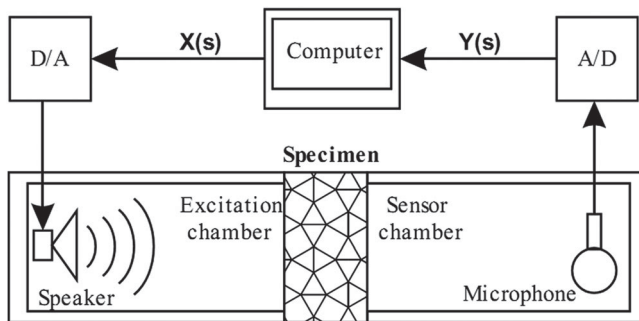 D/A
X(s)
Computer
Y(s)
A/D
Specimen
Excitation
chamber
Sensor
chamber
Speaker
Microphone